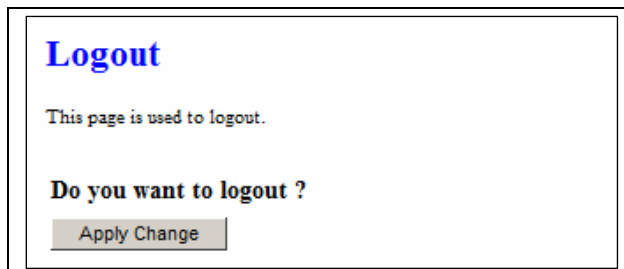 Logout
This page is used to logout.
Do you want to logout ?
Apply Change